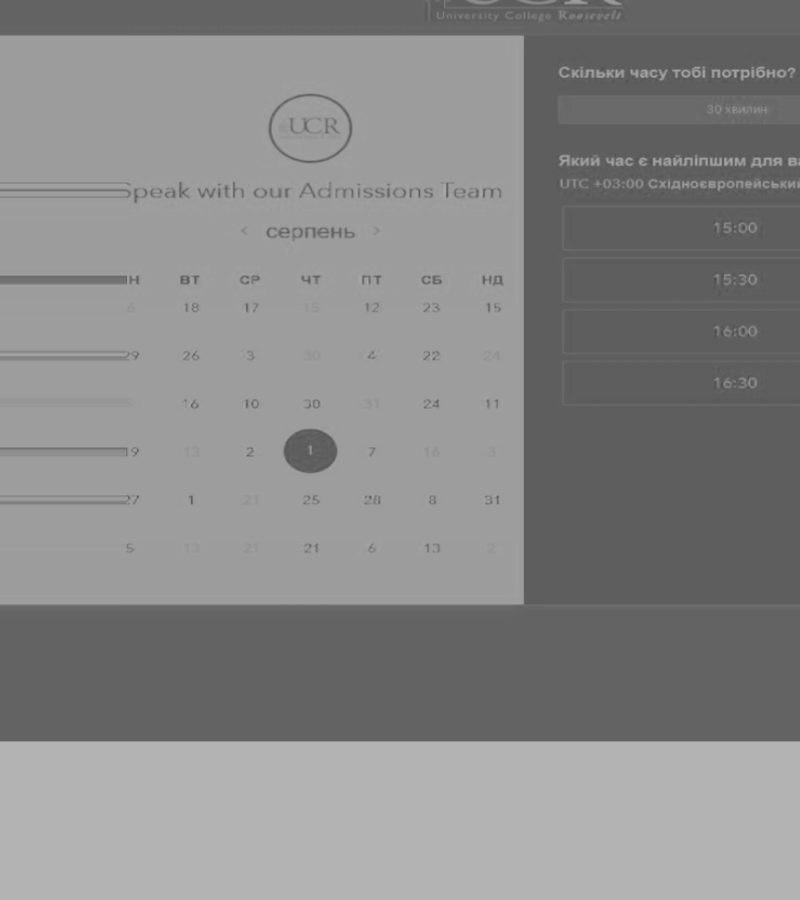 UCR
University College Roosevelt
UCR
Speak with our Admissions Team
< серпень >
Н ВТ СР ЧТ ПТ СБ НД
6 18 17 15 12 23 15
29 26 3 30 4 22 24
16 10 30 31 24 11
19 13 2 1 7 16 3
27 1 23 25 28 8 31
5 13 21 21 6 13 2
Скільки часу тобі потрібно?
30 хвилин
Який час є найліпшим для ва
UTC +03:00 Східноєвропейський
15:00
15:30
16:00
16:30